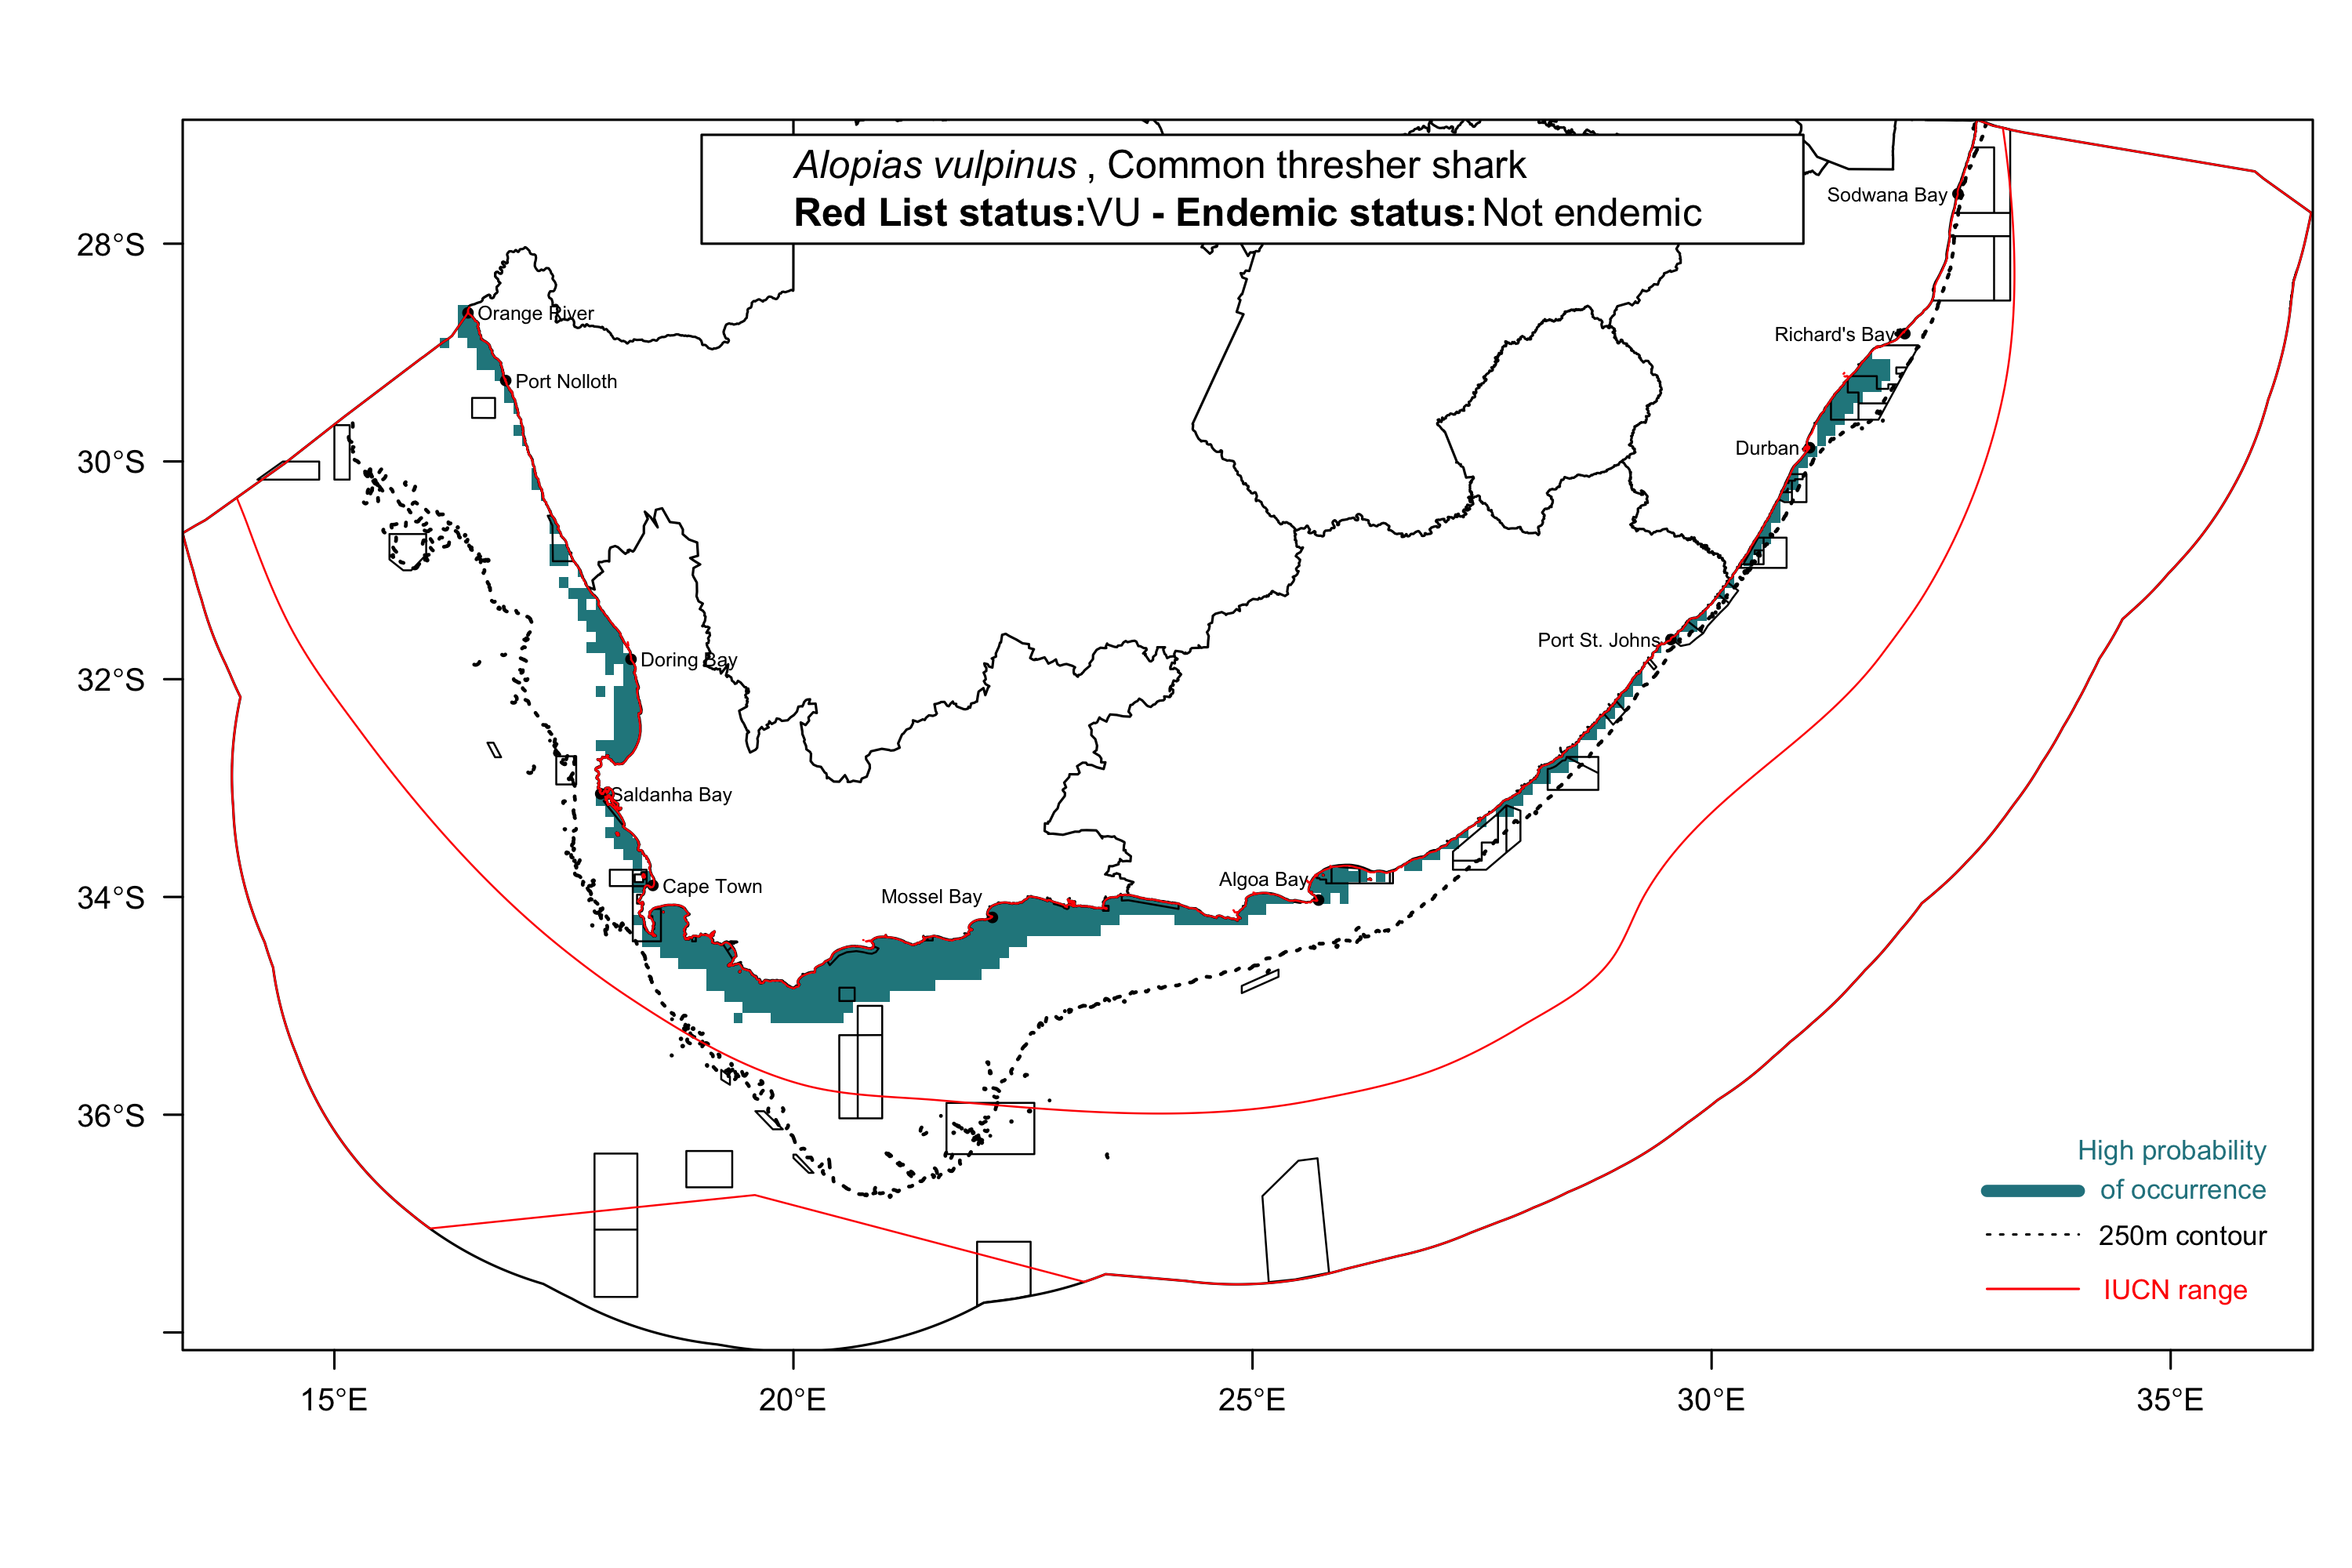 Alopias vulpinus , Common thresher shark
Red List status:VU - Endemic status: Not endemic
Sodwana Bay
28°S
Orange River
Richard's Bay
Port Nolloth
Durban
30°S
Port St. Johns
Doring Bay
32°S
Saldanha Bay
Algoa Bay
Cape Town
Mossel Bay
34°S
36°S
High probability
of occurrence
250m contour
IUCN range
15°E
20°E
25°E
30°E
35°E